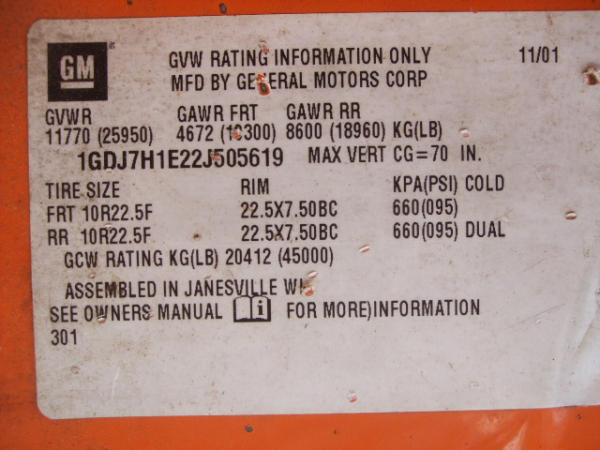 GM
GVW RATING INFORMATION ONLY 11/01
MFD BY GENERAL MOTORS CORP
GVWR GAWR FRT GAWR RR
11770 (25950) 4672 (10300) 8600 (18960) KG(LB)
1GDJ7H1E22J505619 MAX VERT CG=70 IN.
TIRE SIZE RIM KPA(PSI) COLD
FRT 10R22.5F 22.5X7.50BC 660(095)
RR 10R22.5F 22.5X7.50BC 660(095) DUAL
GCW RATING KG(LB) 20412 (45000)
ASSEMBLED IN JANESVILLE WI
SEE OWNERS MANUAL i FOR MORE)INFORMATION
301